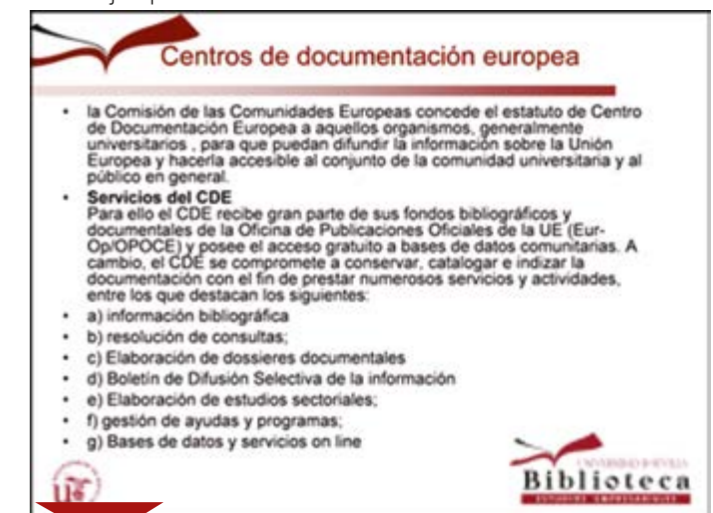 Centros de documentación europea
• la Comisión de las Comunidades Europeas concede el estatuto de Centro
de Documentación Europea a aquellos organismos, generalmente
universitarios , para que puedan difundir la información sobre la Unión
Europea y hacerla accesible al conjunto de la comunidad universitaria y al
público en general.
• Servicios del CDE
Para ello el CDE recibe gran parte de sus fondos bibliográficos y
documentales de la Oficina de Publicaciones Oficiales de la UE (Eur-
Op/OPOCE) y posee el acceso gratuito a bases de datos comunitarias. A
cambio, el CDE se compromete a conservar, catalogar e indizar la
documentación con el fin de prestar numerosos servicios y actividades,
entre los que destacan los siguientes:
• a) información bibliográfica
• b) resolución de consultas;
• c) Elaboración de dossieres documentales
• d) Boletín de Difusión Selectiva de la información
• e) Elaboración de estudios sectoriales;
• f) gestión de ayudas y programas;
• g) Bases de datos y servicios on line
UNIVERSIDAD DE SEVILLA
Biblioteca
ESTUDIOS EMPRESARIALES